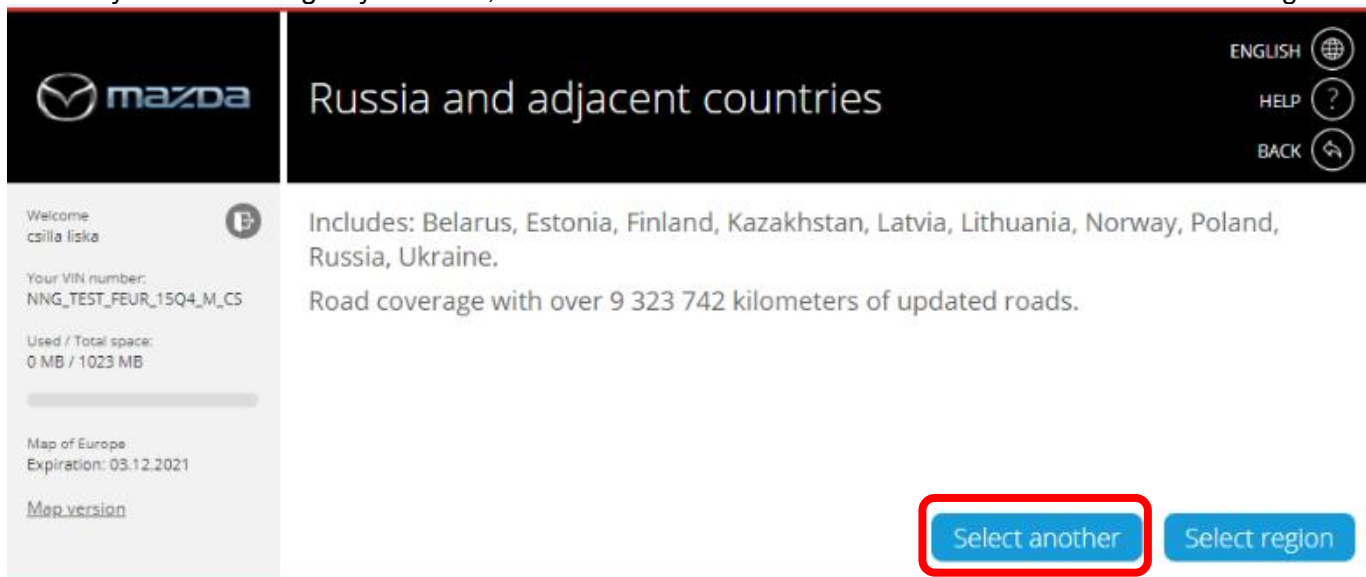 mazda
Russia and adjacent countries
ENGLISH
HELP ?
BACK
Welcome
csilla liska
Your VIN number:
NNG_TEST_FEUR_15Q4_M_CS
Used / Total space:
0 MB / 1023 MB
Map of Europe
Expiration: 03.12.2021
Map version
Includes: Belarus, Estonia, Finland, Kazakhstan, Latvia, Lithuania, Norway, Poland,
Russia, Ukraine.
Road coverage with over 9 323 742 kilometers of updated roads.
Select another
Select region